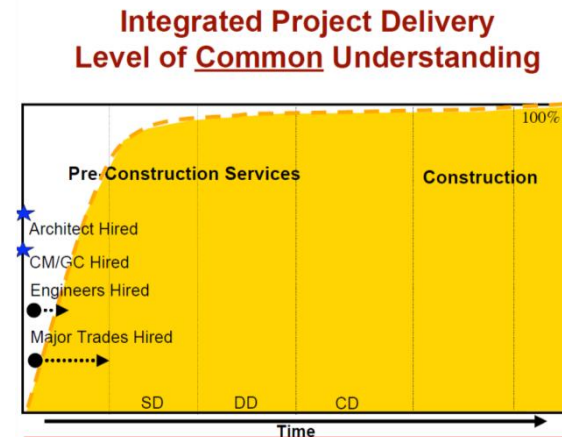 Integrated Project Delivery
Level of Common Understanding
100%
Pre-Construction Services
Construction
Architect Hired
CM/GC Hired
Engineers Hired
Major Trades Hired
SD DD CD
Time